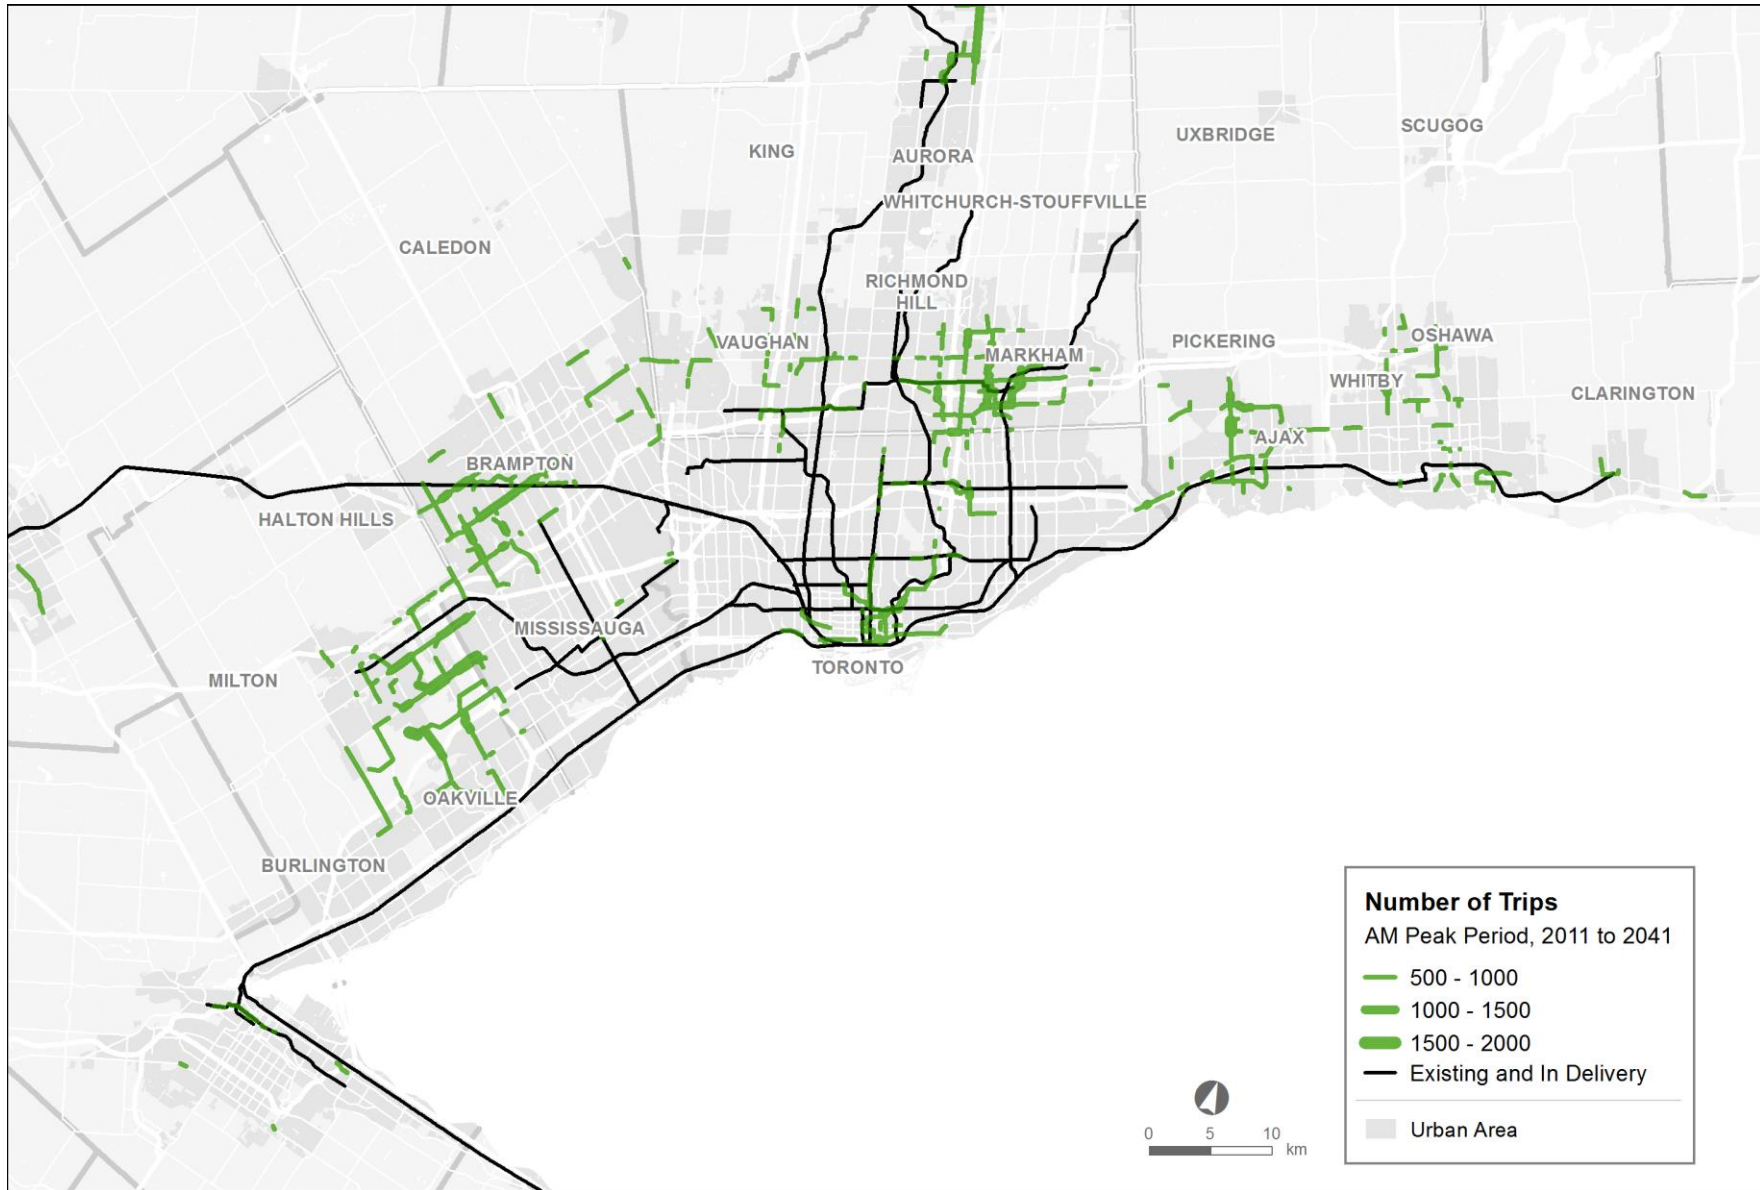 UXBRIDGE
SCUGOG
KING
AURORA
WHITCHURCH-STOUFFVILLE
CALEDON
RICHMOND
HILL
VAUGHAN
MARKHAM
PICKERING
OSHAWA
WHITBY
CLARINGTON
AJAX
BRAMPTON
HALTON HILLS
MISSISSAUGA
TORONTO
MILTON
OAKVILLE
BURLINGTON
Number of Trips
AM Peak Period, 2011 to 2041
500 - 1000
1000 - 1500
1500 - 2000
Existing and In Delivery
Urban Area
0 5 10
km